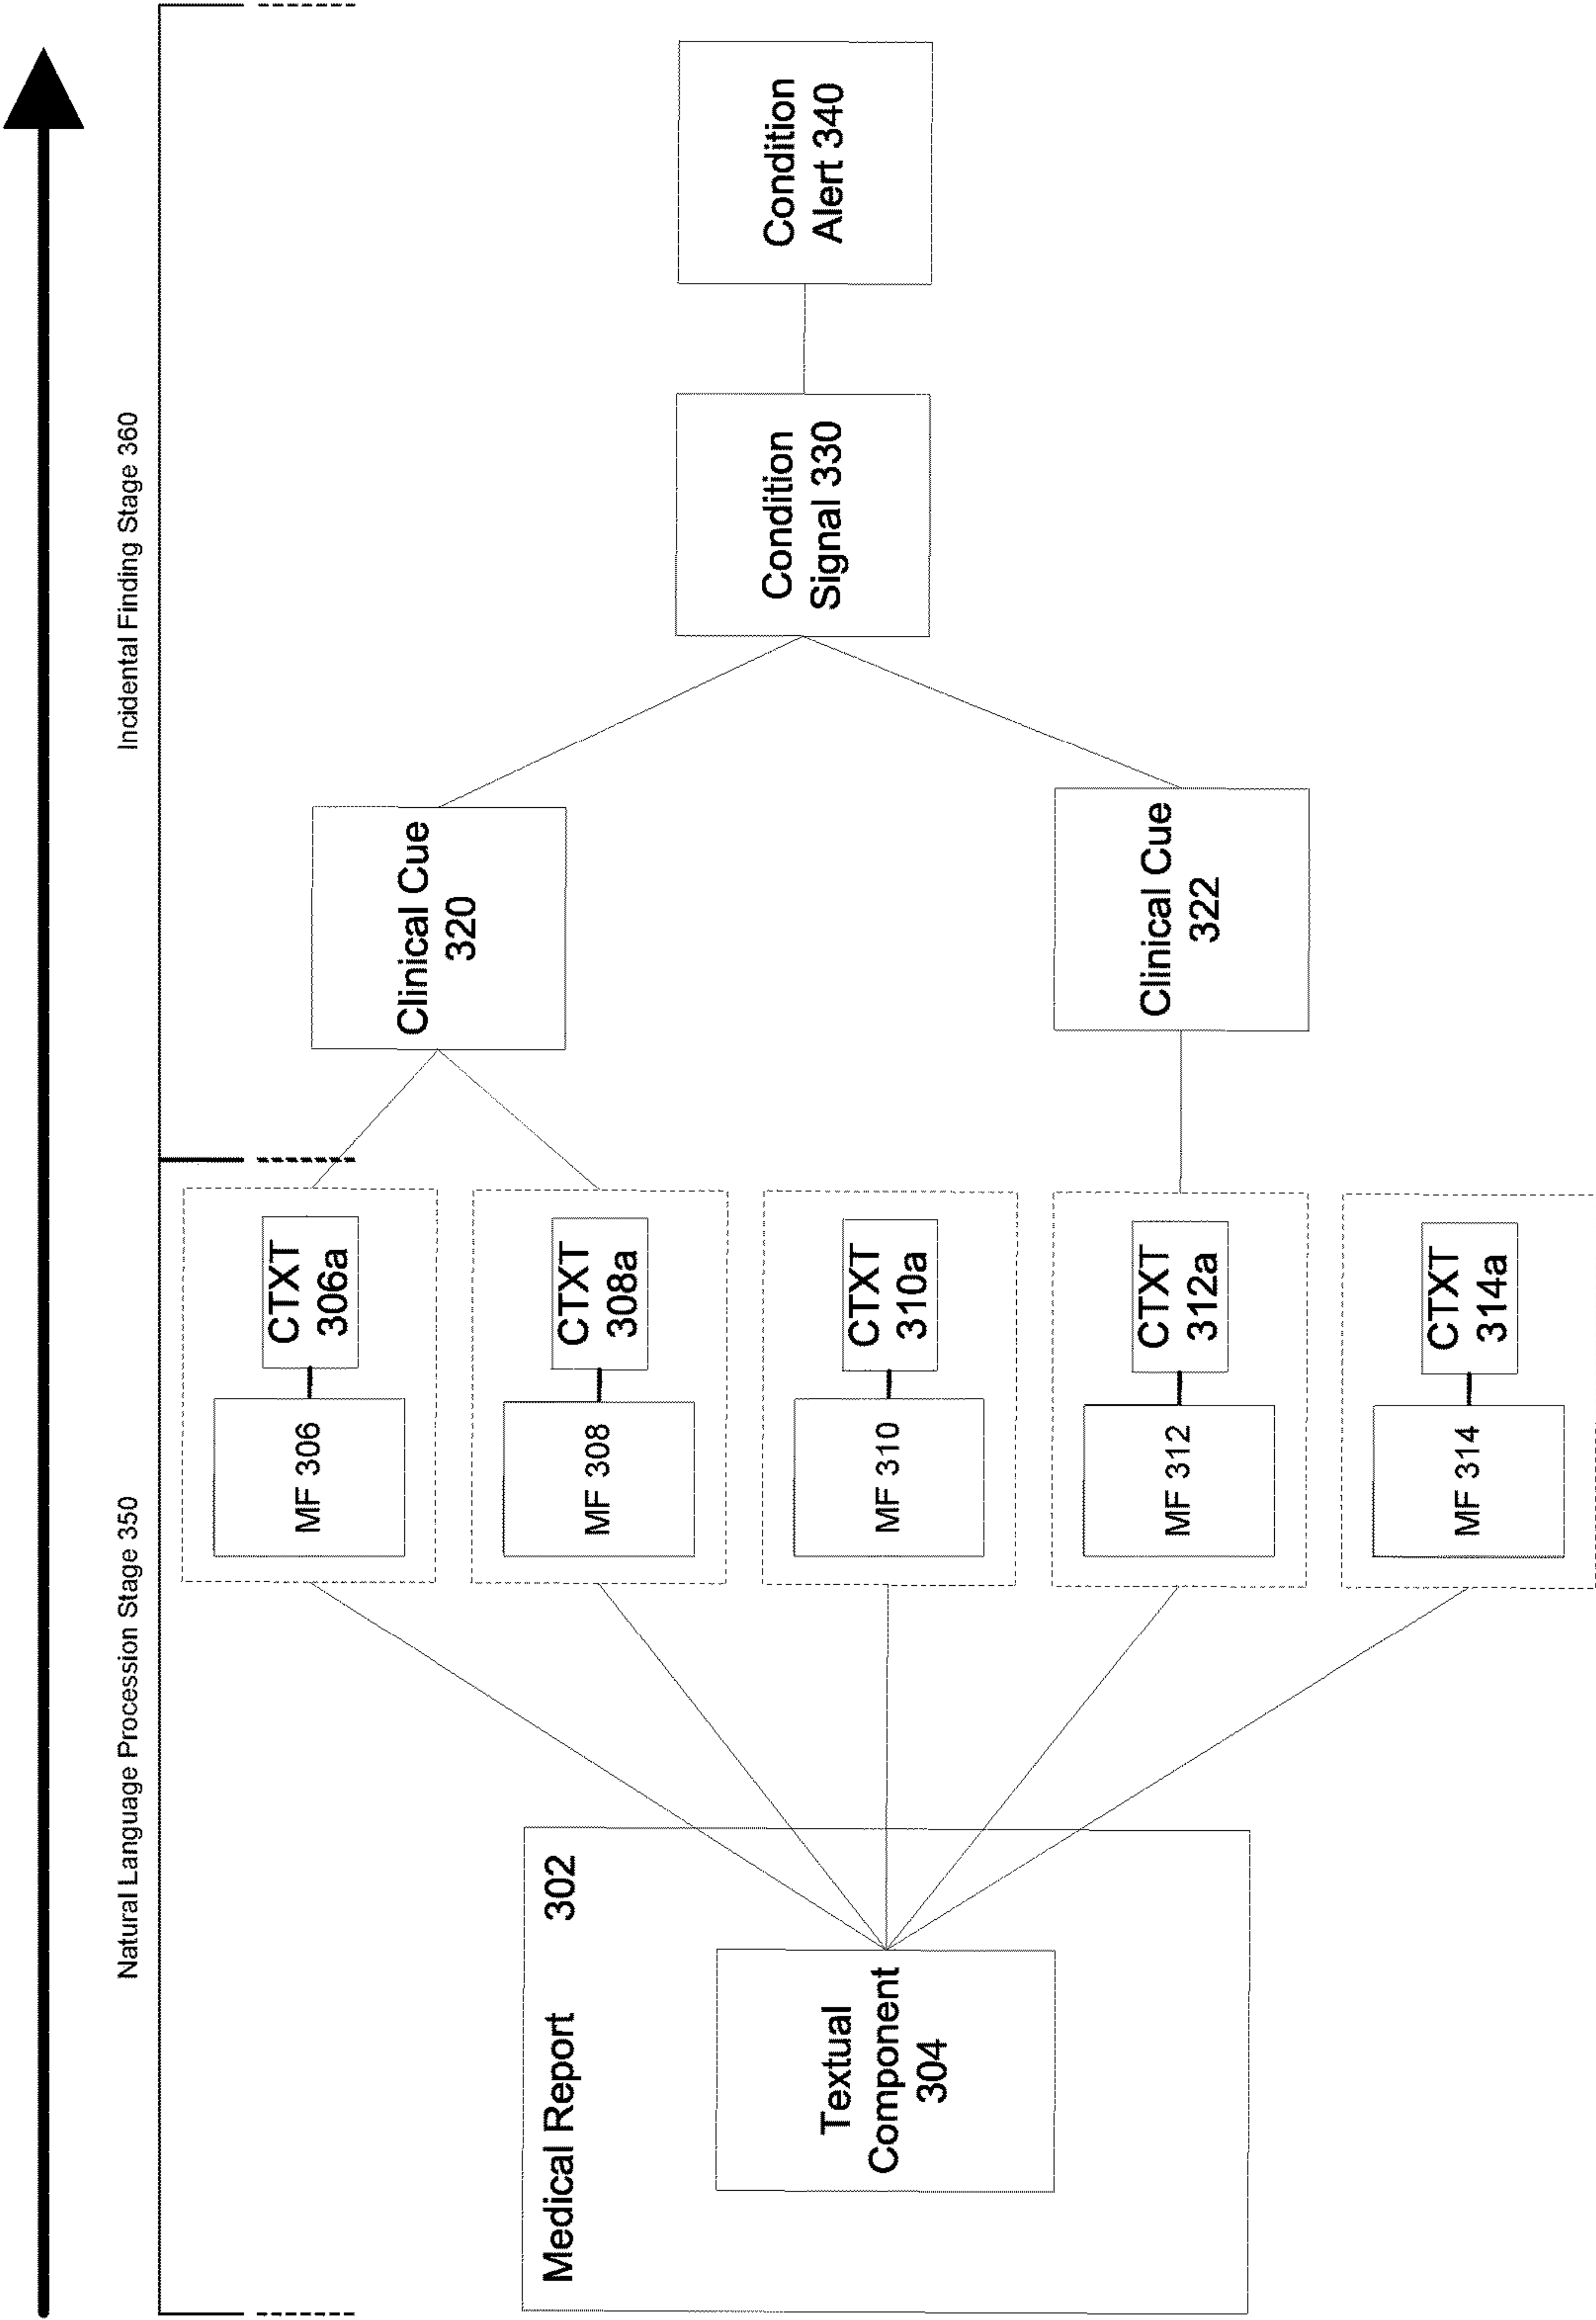 Natural Language Procession Stage 350
Incidental Finding Stage 360
Medical Report 302
Textual
Component
304
MF 306
CTXT
306a
MF 308
CTXT
308a
MF 310
CTXT
310a
MF 312
CTXT
312a
MF 314
CTXT
314a
Clinical Cue
320
Clinical Cue
322
Condition
Signal 330
Condition
Alert 340